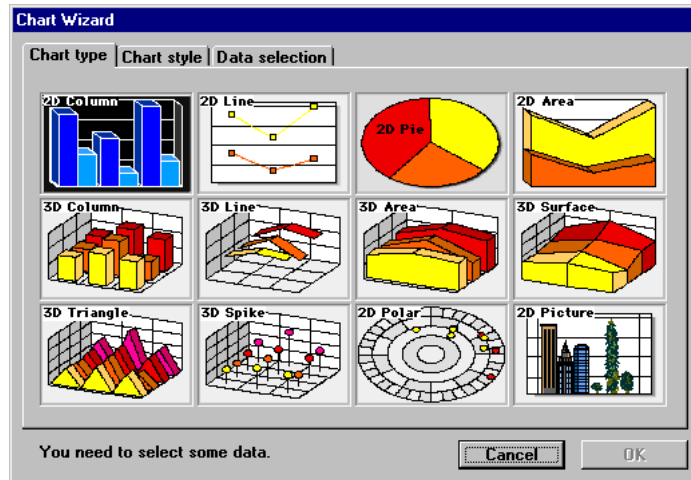 Chart Wizard
Chart type Chart style Data selection
2D Column 2D Line 2D Pie 2D Area
3D Column 3D Line 3D Area 3D Surface
3D Triangle 3D Spike 2D Polar 2D Picture
You need to select some data. Cancel OK